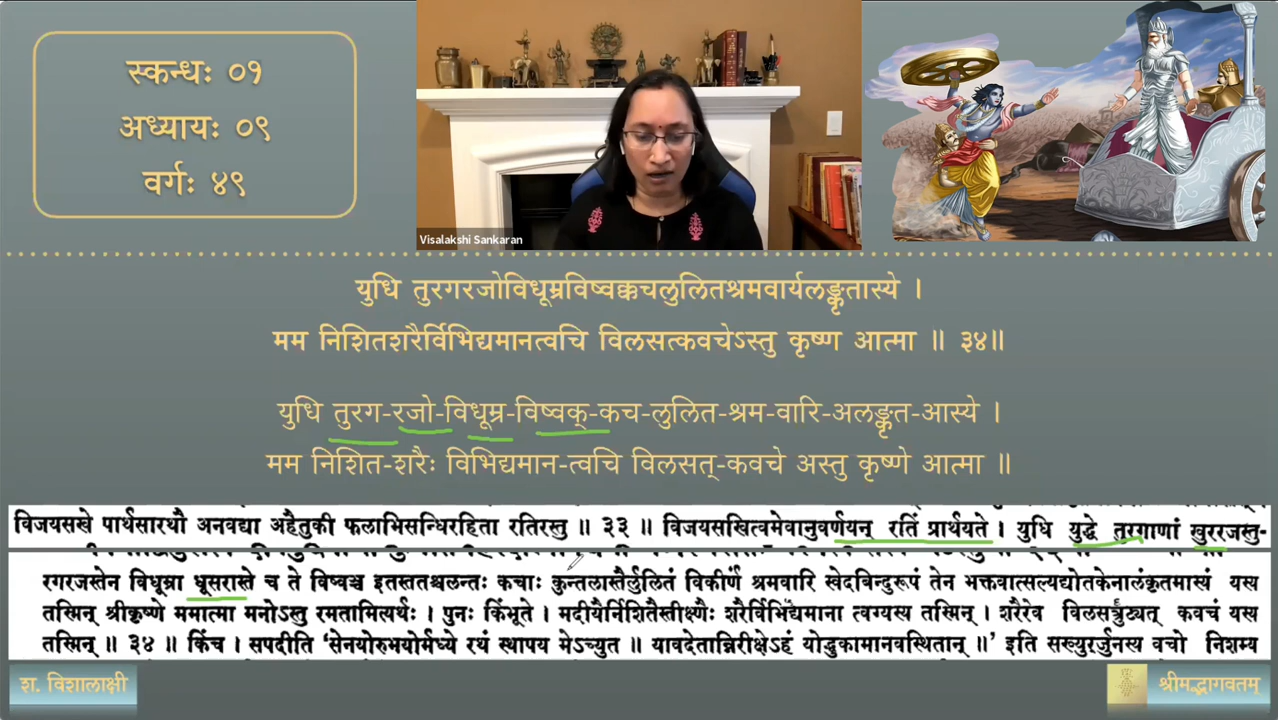 स्कन्धः ०१
अध्यायः ०९
वर्गः ४९
Visalakshi Sankaran
युधि तुरगरजोविधूम्रविष्वक्कचलुलितश्रमवार्यलङ्कृतास्ये ।
मम निशितशरैर्विभिद्यमानत्वचि विलसत्कवचेऽस्तु कृष्ण आत्मा ॥ ३४॥
युधि तुरग-रजो-विधूम्र-विष्वक्-कच-लुलित-श्रम-वारि-अलङ्कृत-आस्ये ।
मम निशित-शरैः विभिद्यमान-त्वचि विलसत्-कवचे अस्तु कृष्णे आत्मा ॥
विजयसखे पार्थसारथौ अनवद्या अहैतुकी फलाभिसन्धिरहिता रतिरस्तु ॥ ३३ ॥ विजयसखित्वमेवानुवर्णयन् रतिं प्रार्थयते । युधि युद्धे तुरगाणां खुररजस्तु-
रगरजस्तेन विधूम्रा धूसरास्ते च ते विष्वञ्च इतस्ततश्चलन्तः कचाः कुन्तलास्तैर्लुलितं विकीर्णं श्रमवारि स्वेदबिन्दुरूपं तेन भक्तवात्सल्यद्योतकेनालंकृतमास्यं यस्य
तस्मिन् श्रीकृष्णे ममात्मा मनोऽस्तु रमतामित्यर्थः । पुनः किंभूते । मदीयैर्निशितैस्तीक्ष्णैः शरैर्विभिद्यमाना त्वग्यस्य तस्मिन् । शरैरेव विलसत्त्रुट्यत् कवचं यस्य
तस्मिन् ॥ ३४ ॥ किंच । सपदीति ‘सेनयोरुभयोर्मध्ये रथं स्थापय मेऽच्युत ॥ यावदेतान्निरीक्षेऽहं योद्धुकामानवस्थितान् ॥’ इति सख्युरर्जुनस्य वचो निशम्य
श. विशालाक्षी
श्रीमद्भागवतम्